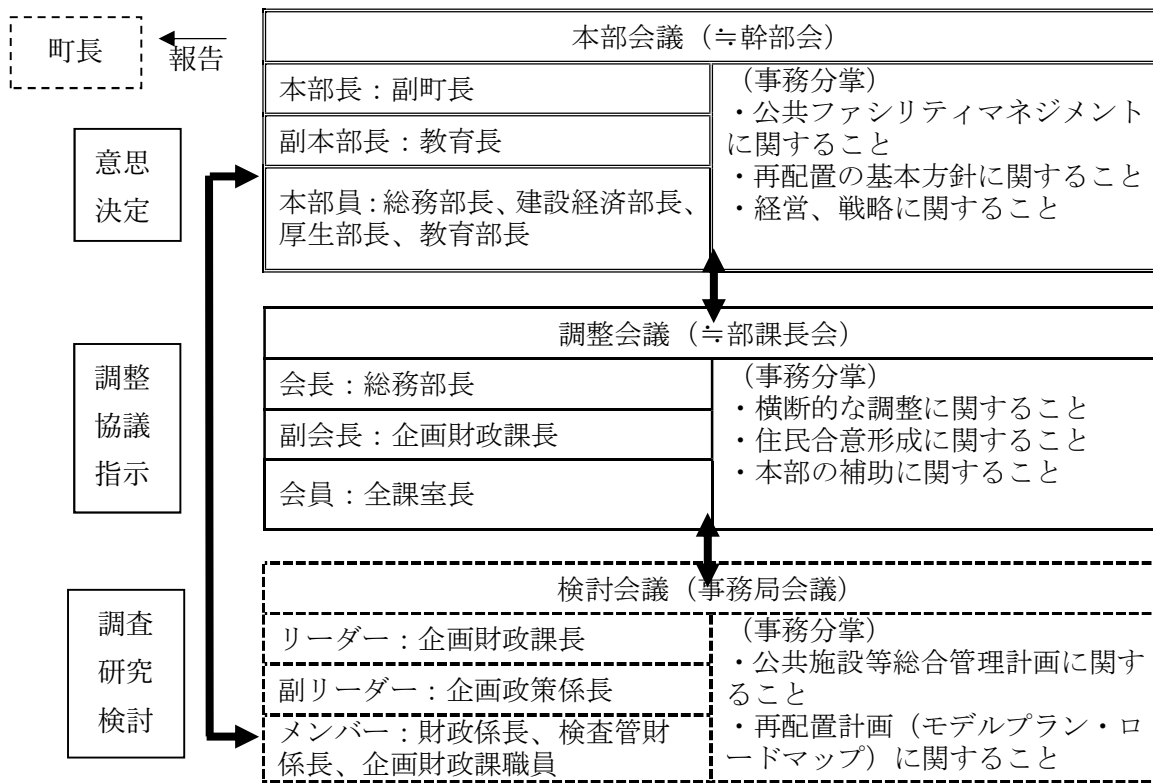 町長
報告
本部会議（≒幹部会）
意思
決定
本部長：副町長
副本部長：教育長
本部員：総務部長、建設経済部長、
厚生部長、教育部長
（事務分掌）
・公共ファシリティマネジメント
に関すること
・再配置の基本方針に関すること
・経営、戦略に関すること
調整
協議
指示
調整会議（≒部課長会）
会長：総務部長
副会長：企画財政課長
会員：全課室長
（事務分掌）
・横断的な調整に関すること
・住民合意形成に関すること
・本部の補助に関すること
調査
研究
検討
検討会議（事務局会議）
リーダー：企画財政課長
副リーダー：企画政策係長
メンバー：財政係長、検査管財
係長、企画財政課職員
（事務分掌）
・公共施設等総合管理計画に関す
ること
・再配置計画（モデルプラン・ロ
ードマップ）に関すること